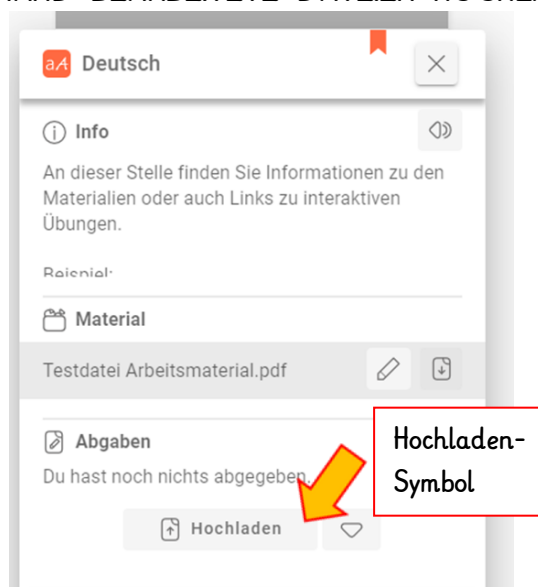 aA Deutsch
Info
An dieser Stelle finden Sie Informationen zu den
Materialien oder auch Links zu interaktiven
Übungen.
Beispiel:
Material
Testdatei Arbeitsmaterial.pdf
Abgaben
Du hast noch nichts abgegeben.
Hochladen
Hochladen-
Symbol